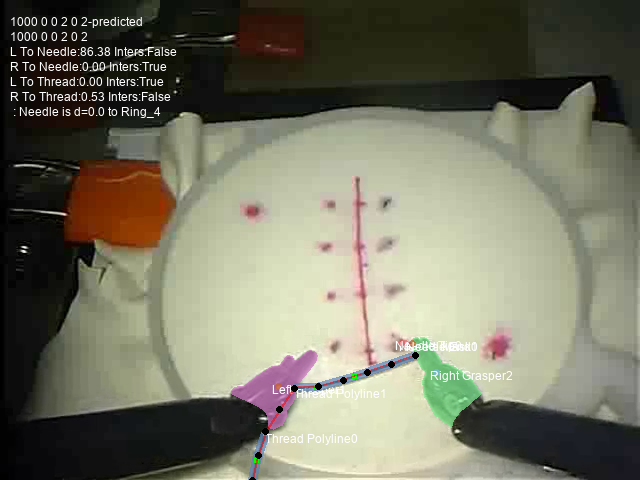 1000 0 0 2 0 2-predicted
1000 0 0 2 0 2
L To Needle:86.38 Inters:False
R To Needle:0.00 Inters:True
L To Thread:0.00 Inters:True
R To Thread:0.53 Inters:False
: Needle is d=0.0 to Ring_4
Right Grasper2
Thread Polyline1
Thread Polyline0